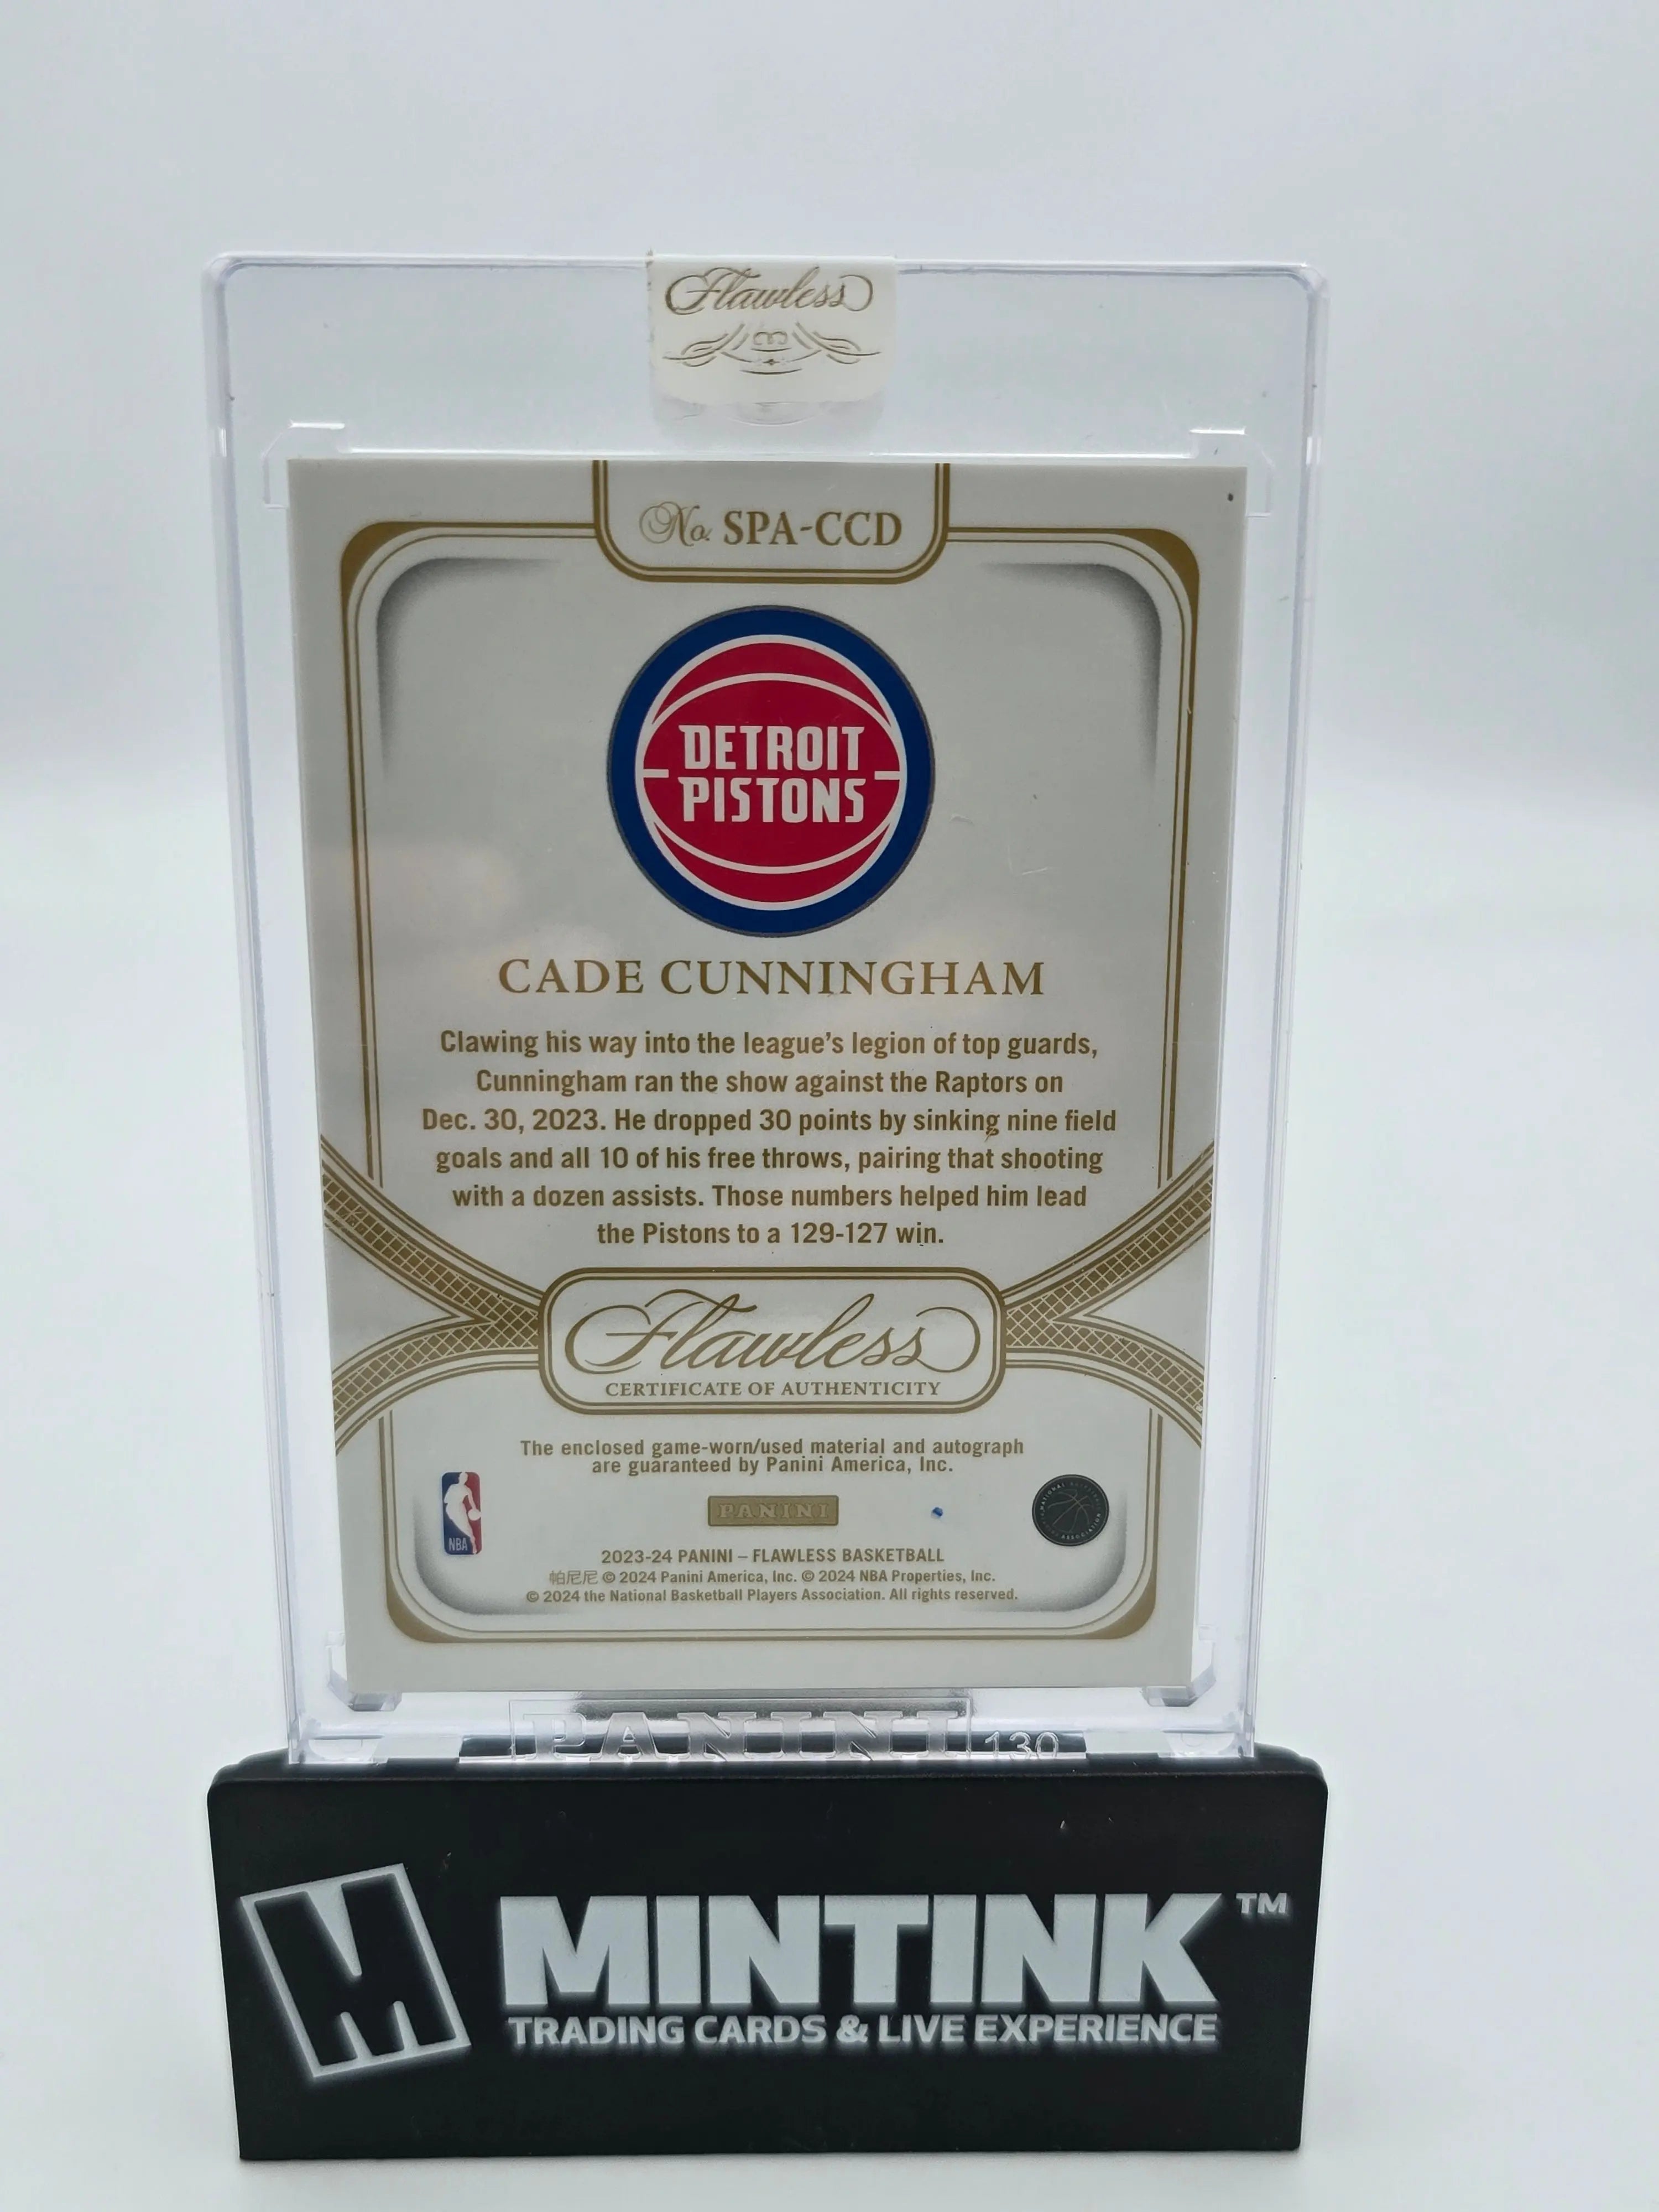 Flawless
No. SPA-CCD
DETROIT
PISTONS
CADE CUNNINGHAM
Clawing his way into the league's legion of top guards,
Cunningham ran the show against the Raptors on
Dec. 30, 2023. He dropped 30 points by sinking nine field
goals and all 10 of his free throws, pairing that shooting
with a dozen assists. Those numbers helped him lead
the Pistons to a 129-127 win.
Flawless
CERTIFICATE OF AUTHENTICITY
The enclosed game-worn/used material and autograph
are guaranteed by Panini America, Inc.
NBA
PANINI
2023-24 PANINI – FLAWLESS BASKETBALL
帕尼尼 © 2024 Panini America, Inc. © 2024 NBA Properties, Inc.
© 2024 the National Basketball Players Association. All rights reserved.
PANINI 130
MINTINK™
TRADING CARDS & LIVE EXPERIENCE